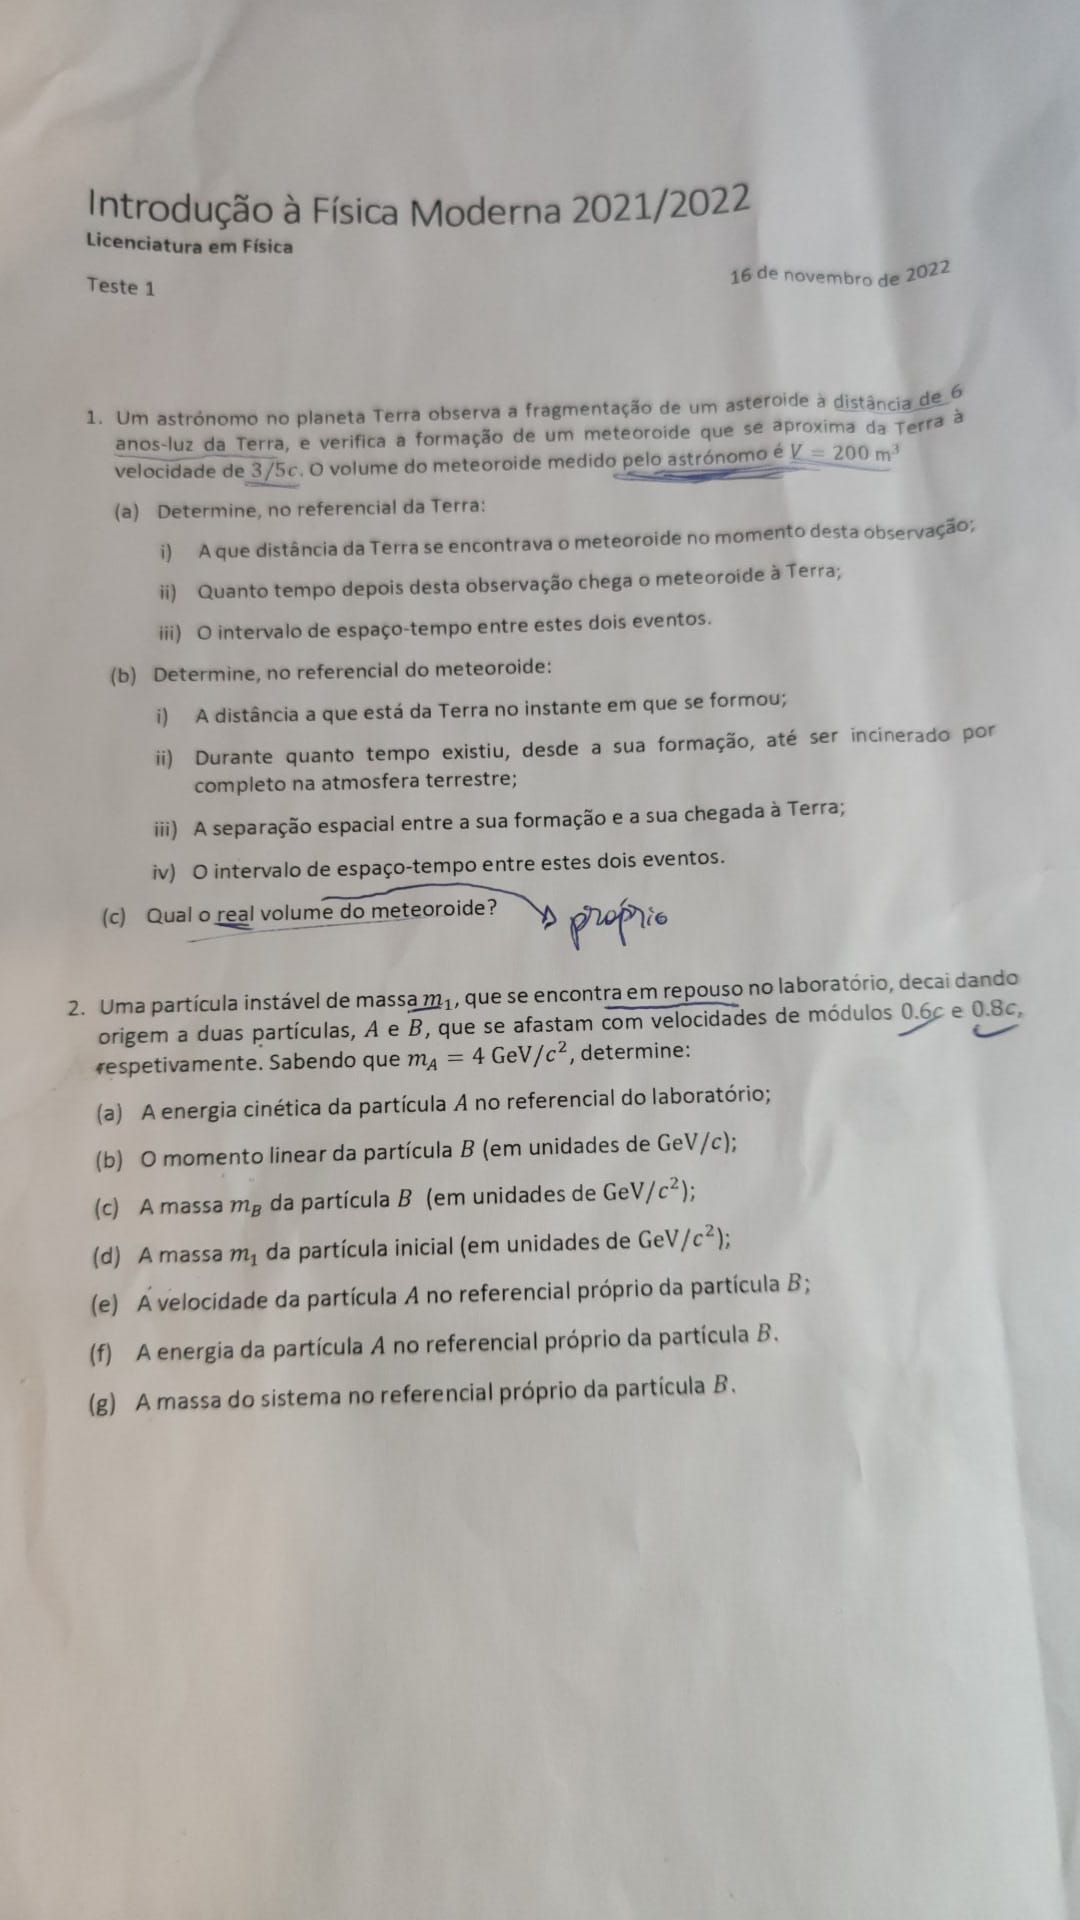 Introdução à Física Moderna 2021/2022
Licenciatura em Física
Teste 1
16 de novembro de 2022
1. Um astrónomo no planeta Terra observa a fragmentação de um asteroide à distância de 6
anos-luz da Terra, e verifica a formação de um meteoroide que se aproxima da Terra à
velocidade de 3/5c. O volume do meteoroide medido pelo astrónomo é V = 200 m³
(a) Determine, no referencial da Terra:
i) A que distância da Terra se encontrava o meteoroide no momento desta observação;
ii) Quanto tempo depois desta observação chega o meteoroide à Terra;
iii) O intervalo de espaço-tempo entre estes dois eventos.
(b) Determine, no referencial do meteoroide:
i) A distância a que está da Terra no instante em que se formou;
ii) Durante quanto tempo existiu, desde a sua formação, até ser incinerado por
completo na atmosfera terrestre;
iii) A separação espacial entre a sua formação e a sua chegada à Terra;
iv) O intervalo de espaço-tempo entre estes dois eventos.
(c) Qual o real volume do meteoroide?
próprio
2. Uma partícula instável de massa m₁, que se encontra em repouso no laboratório, decai dando
origem a duas partículas, A e B, que se afastam com velocidades de módulos 0.6c e 0.8c,
respetivamente. Sabendo que m_A = 4 GeV/c², determine:
(a) A energia cinética da partícula A no referencial do laboratório;
(b) O momento linear da partícula B (em unidades de GeV/c);
(c) A massa m_B da partícula B (em unidades de GeV/c²);
(d) A massa m₁ da partícula inicial (em unidades de GeV/c²);
(e) A velocidade da partícula A no referencial próprio da partícula B;
(f) A energia da partícula A no referencial próprio da partícula B.
(g) A massa do sistema no referencial próprio da partícula B.